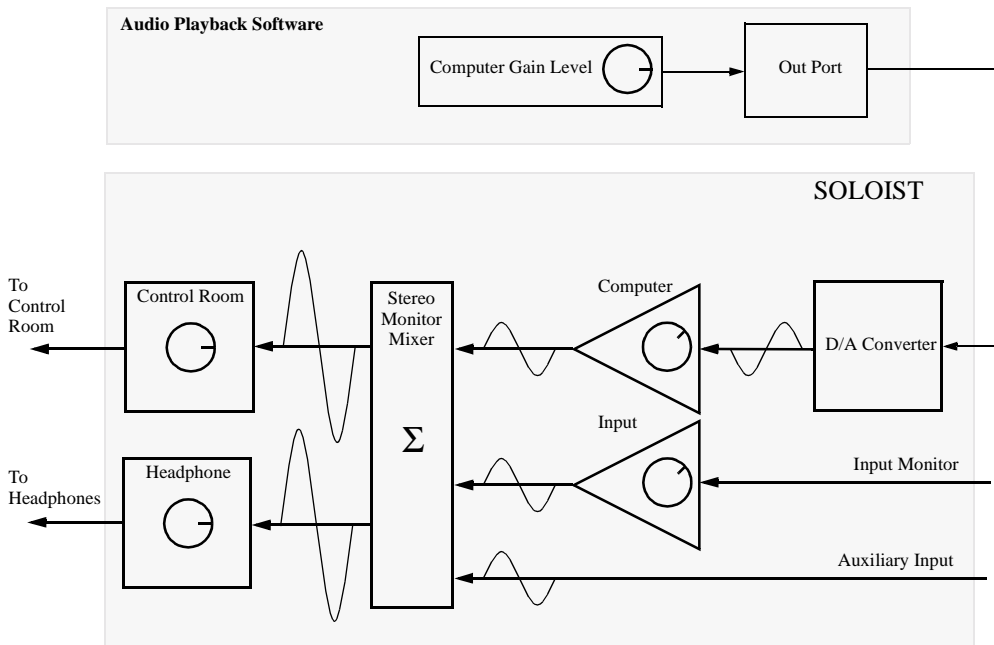 Audio Playback Software
Computer Gain Level
Out Port
SOLOIST
To
Control
Room
Control Room
Stereo
Monitor
Mixer
Computer
D/A Converter
Σ
Input
Input Monitor
To
Headphones
Headphone
Auxiliary Input